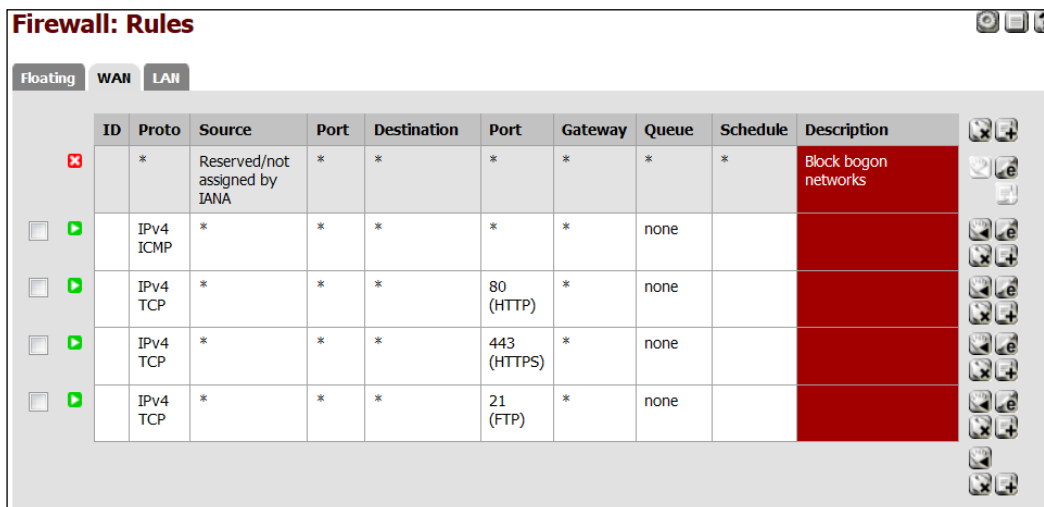 Firewall: Rules
Floating WAN LAN
ID Proto Source Port Destination Port Gateway Queue Schedule Description
* Reserved/not * * * * * * Block bogon
assigned by networks
IANA
IPv4 * * * * * none
ICMP
IPv4 * * * 80 * none
TCP (HTTP)
IPv4 * * * 443 * none
TCP (HTTPS)
IPv4 * * * 21 * none
TCP (FTP)